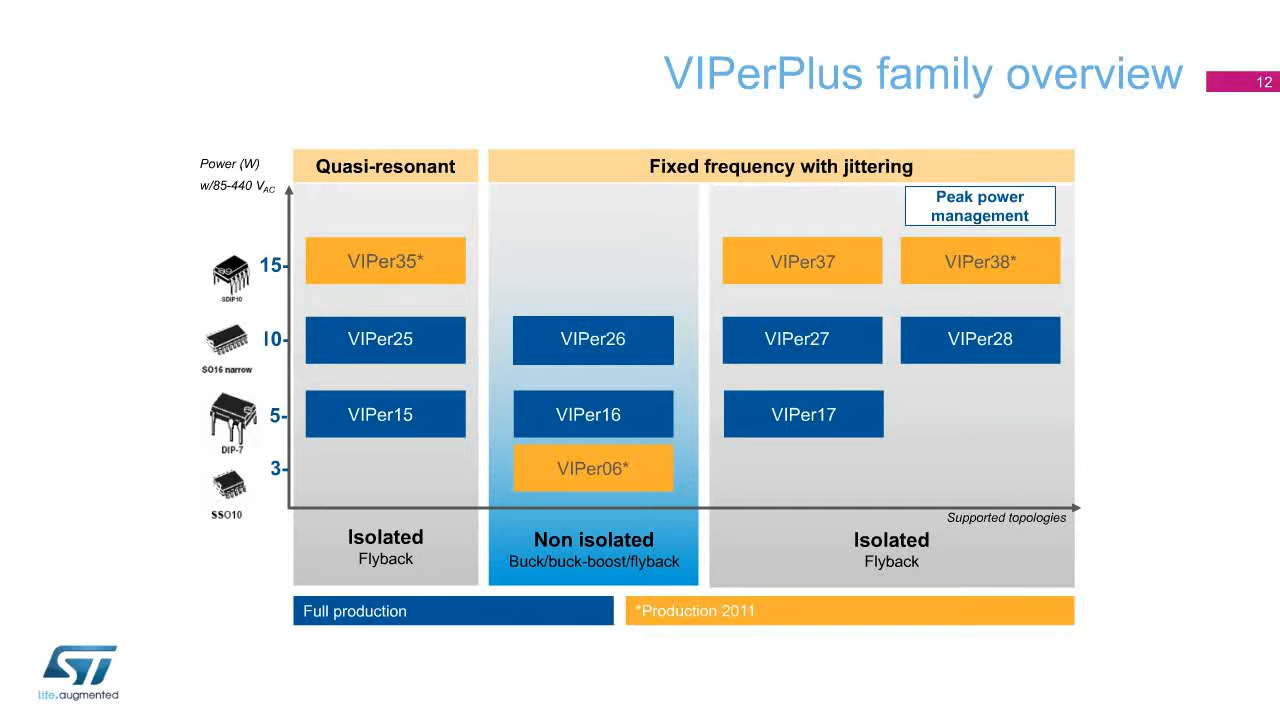 VIPerPlus family overview
12
Power (W)
w/85-440 VAC
Quasi-resonant
Fixed frequency with jittering
Peak power
management
15-
VIPer35*
VIPer37
VIPer38*
SDIP10
10-
VIPer25
VIPer26
VIPer27
VIPer28
SO16 narrow
5-
VIPer15
VIPer16
VIPer17
DIP-7
3-
VIPer06*
SSO10
Supported topologies
Isolated
Flyback
Non isolated
Buck/buck-boost/flyback
Isolated
Flyback
Full production
*Production 2011
ST
life.augmented